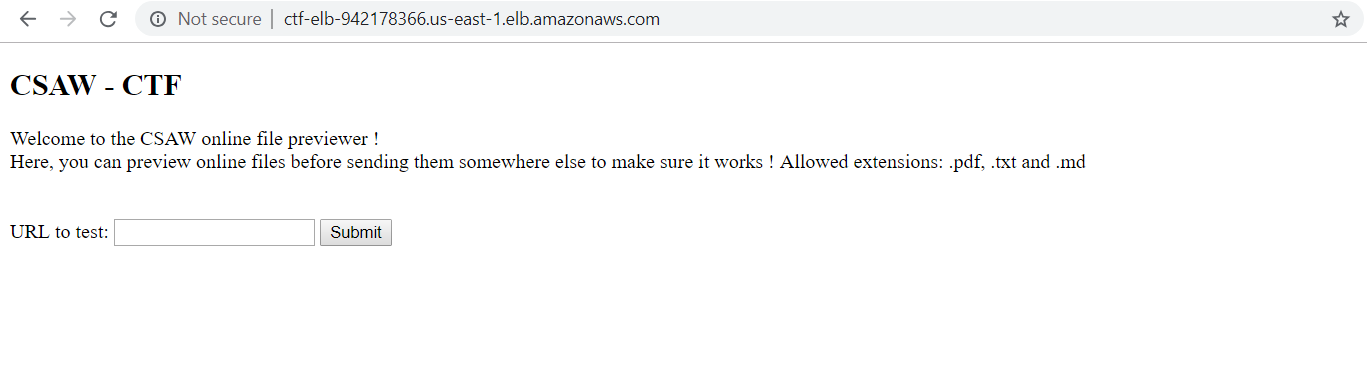 Not secure | ctf-elb-942178366.us-east-1.elb.amazonaws.com
CSAW - CTF
Welcome to the CSAW online file previewer !
Here, you can preview online files before sending them somewhere else to make sure it works ! Allowed extensions: .pdf, .txt and .md
URL to test: Submit